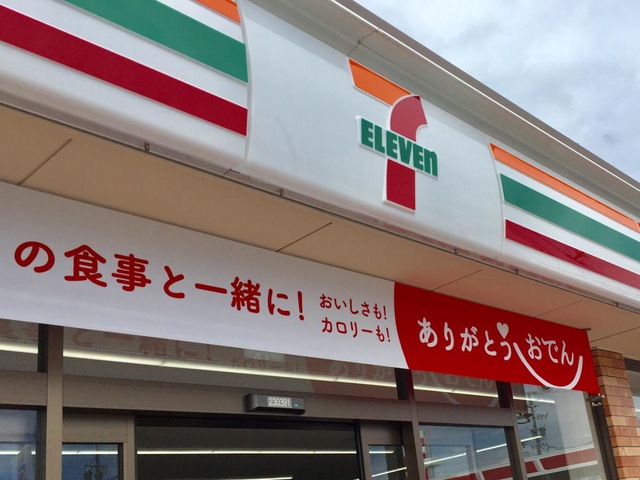 7
ELEVEn
の食事と一緒に!
おいしさも!
カロリーも!
ありがとう おでん